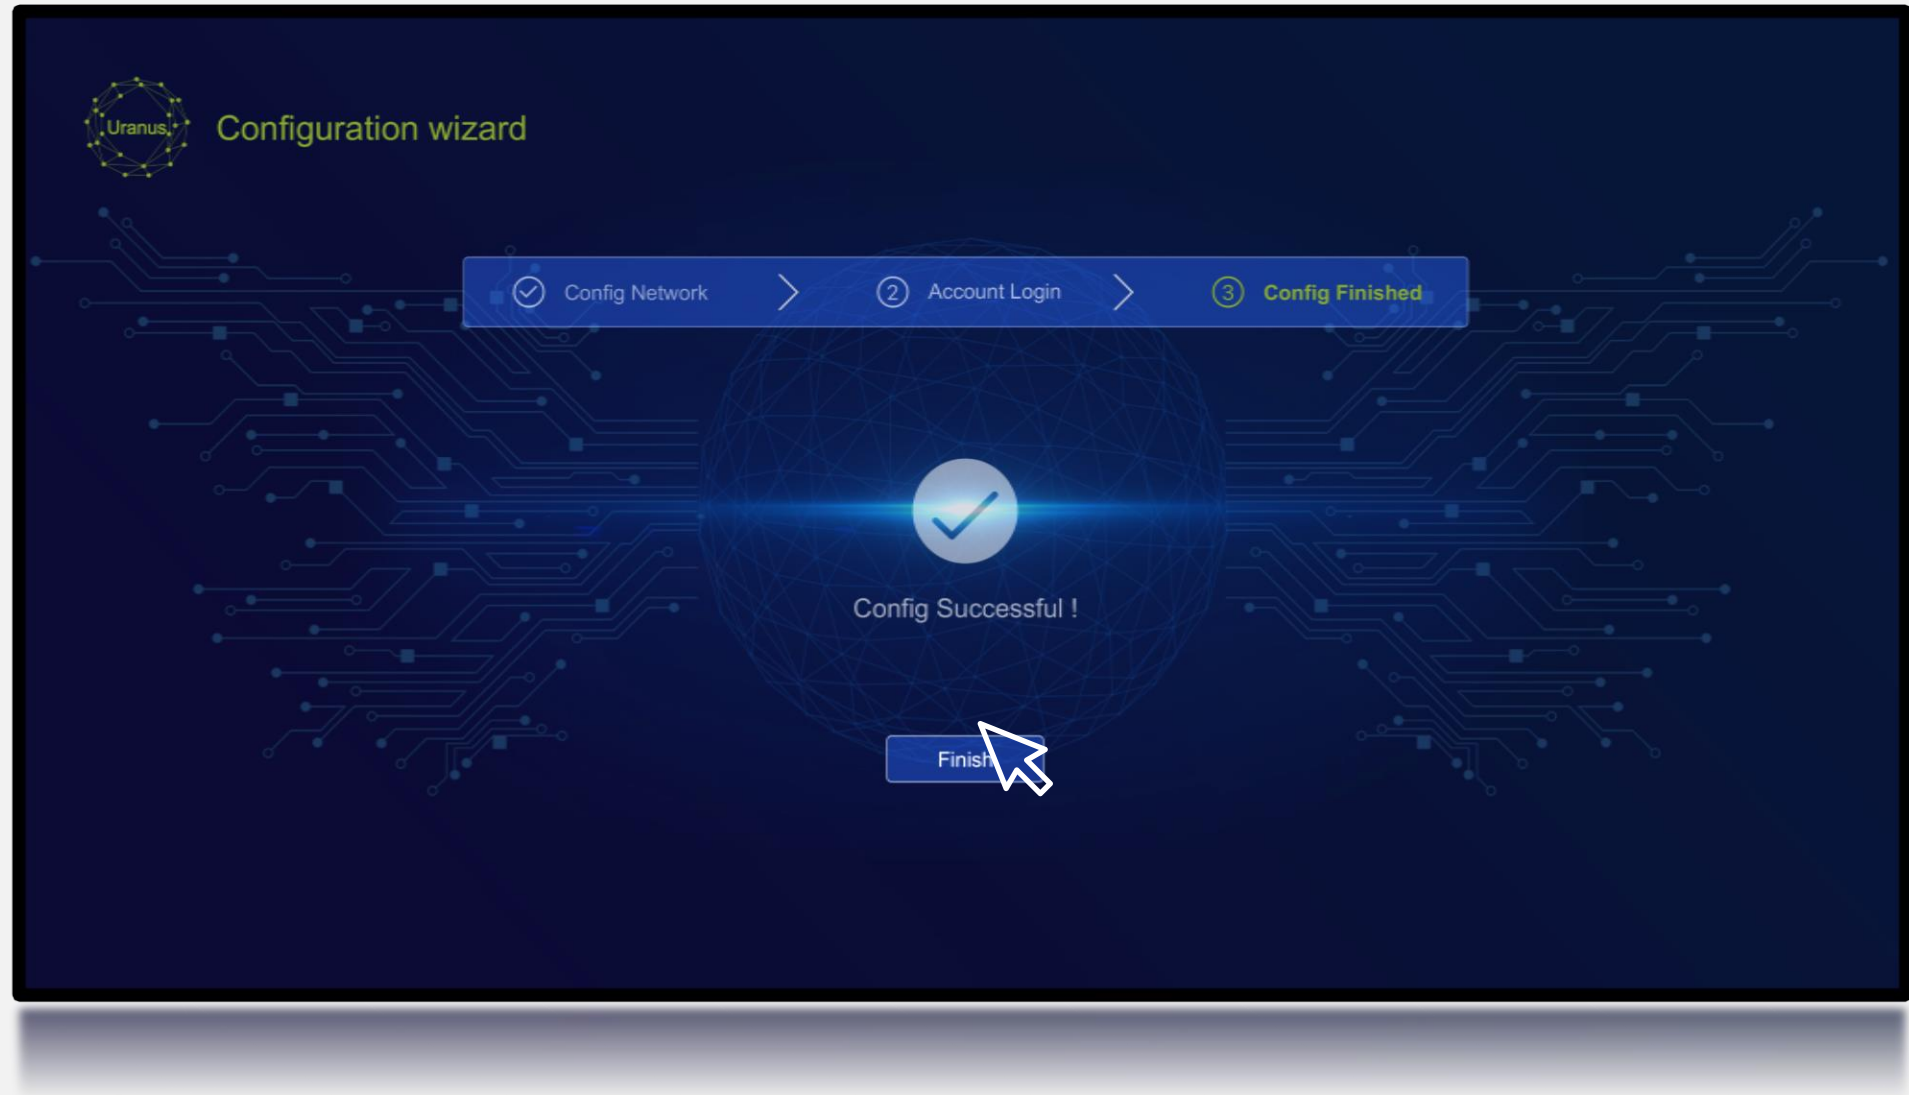 Uranus
Configuration wizard
Config Network
2 Account Login
3 Config Finished
Config Successful !
Finish